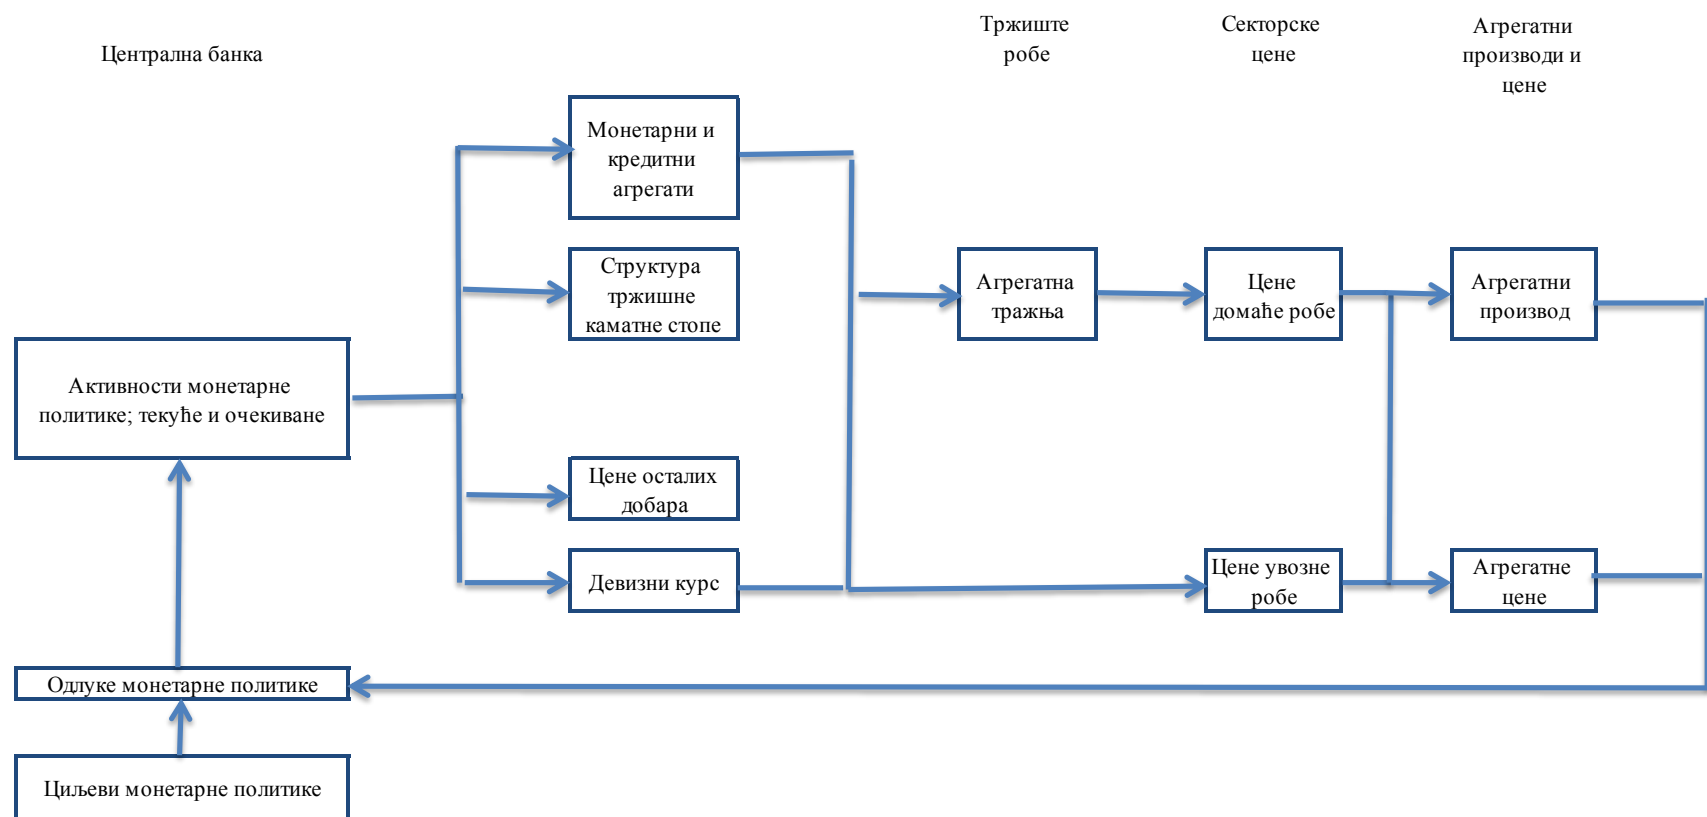 Централна банка
Тржиште
робе
Секторске
цене
Агрегатни
производи и
цене
Монетарни и
кредитни
агрегати
Структура
тржишне
каматне стопе
Агрегатна
тражња
Цене
домаће робе
Агрегатни
производ
Активности монетарне
политике; текуће и очекиване
Цене осталих
добара
Девизни курс
Цене увозне
робе
Агрегатне
цене
Одлуке монетарне политике
Циљеви монетарне политике